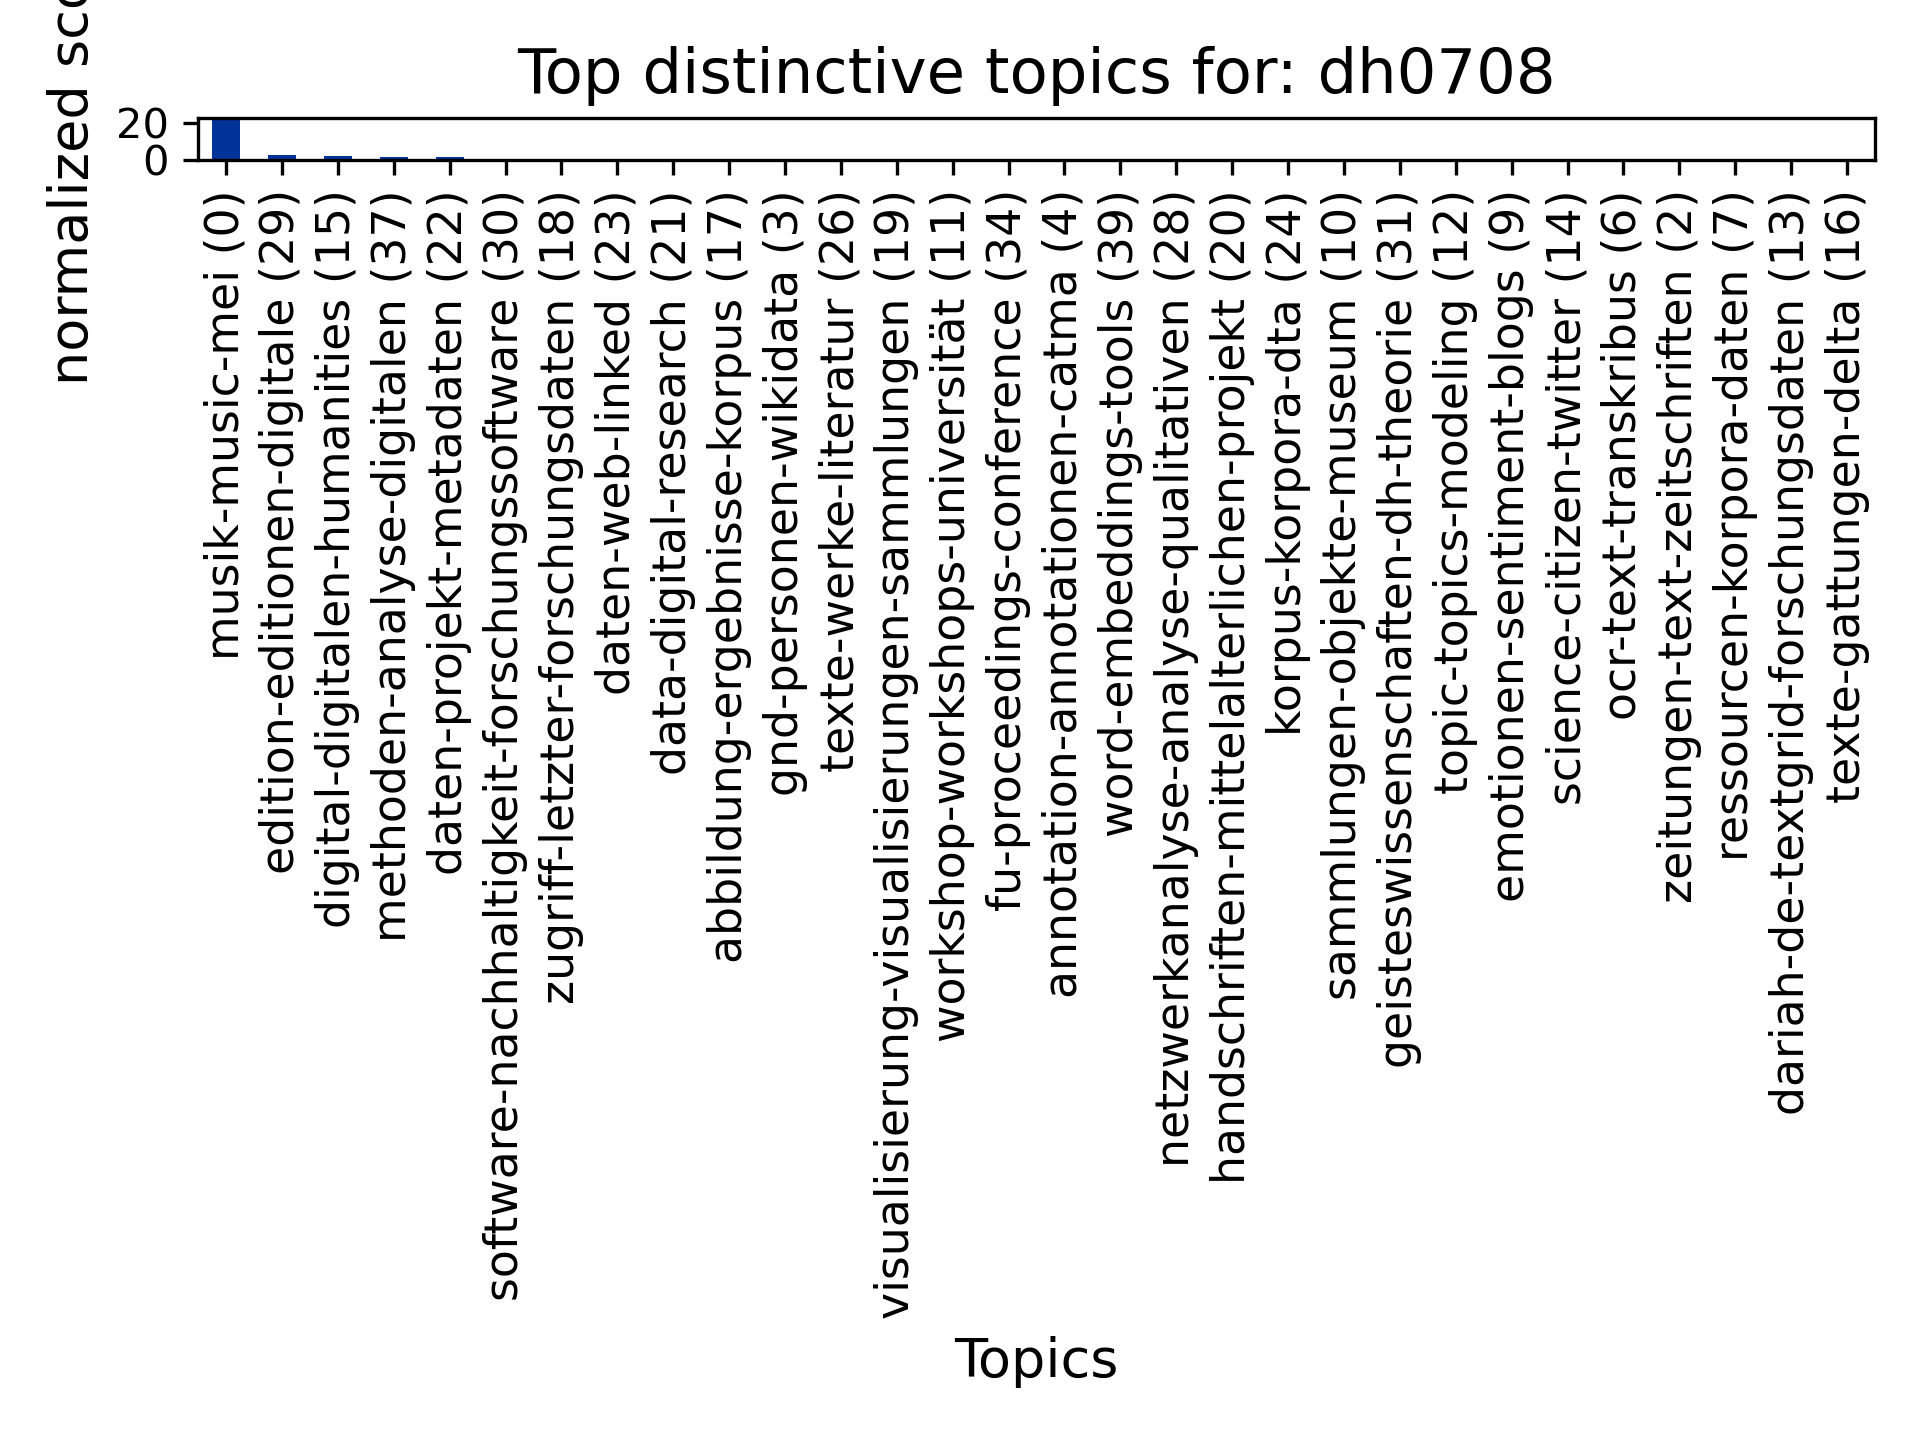 Top distinctive topics for: dh0708
normalized sco
20
0
musik-music-mei (0)
edition-editionen-digitale (29)
digital-digitalen-humanities (15)
methoden-analyse-digitalen (37)
daten-projekt-metadaten (22)
software-nachhaltigkeit-forschungssoftware (30)
zugriff-letzter-forschungsdaten (18)
daten-web-linked (23)
data-digital-research (21)
abbildung-ergebnisse-korpus (17)
gnd-personen-wikidata (3)
texte-werke-literatur (26)
visualisierung-visualisierungen-sammlungen (19)
workshop-workshops-universität (11)
fu-proceedings-conference (34)
annotation-annotationen-catma (4)
word-embeddings-tools (39)
netzwerkanalyse-analyse-qualitativen (28)
handschriften-mittelalterlichen-projekt (20)
korpus-korpora-dta (24)
sammlungen-objekte-museum (10)
geisteswissenschaften-dh-theorie (31)
topic-topics-modeling (12)
emotionen-sentiment-blogs (9)
science-citizen-twitter (14)
ocr-text-transkribus (6)
zeitungen-text-zeitschriften (2)
ressourcen-korpora-daten (7)
dariah-de-textgrid-forschungsdaten (13)
texte-gattungen-delta (16)
Topics